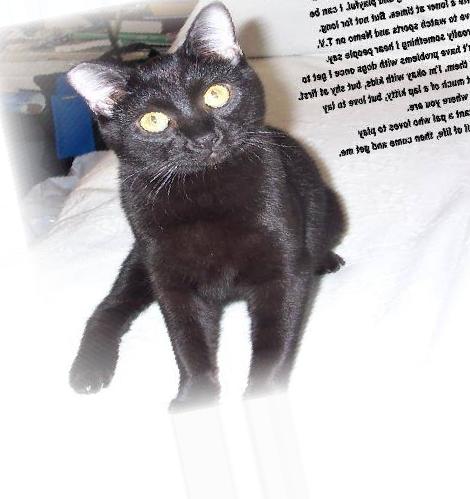 and playful. I can be
a loner at times. But not for long.
to watch sports and Nemo on T.V.
really something I hear people say.
have problems with dogs once I get to
them. I'm okay with kids, but shy at first.
much of a lap kitty, but love to lay
where you are.
a pal who loves to play
of life, then come and get me.